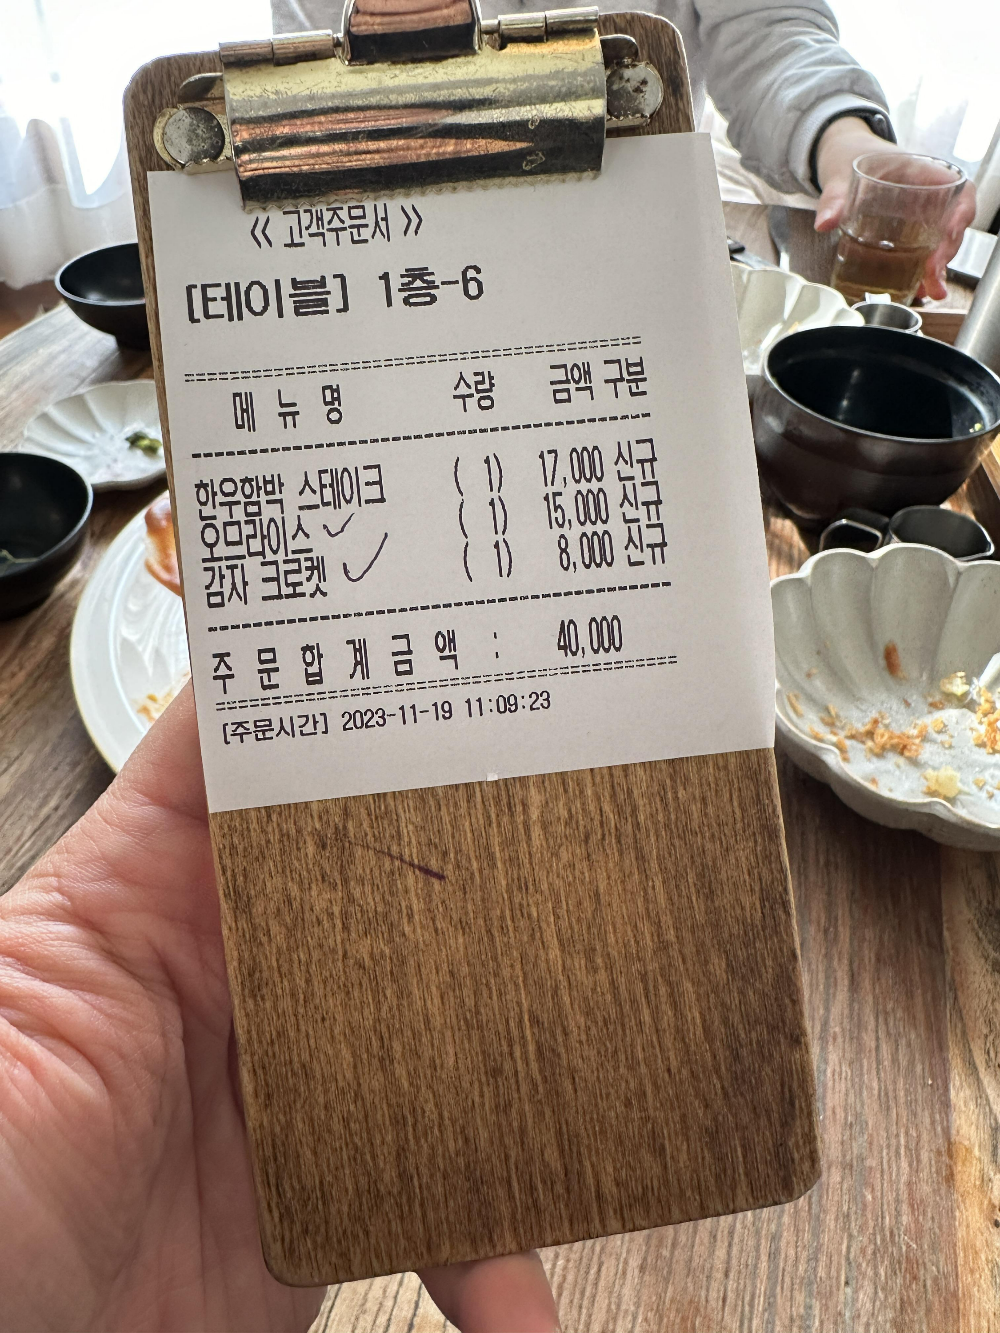 《 고객주문서 》
[테이블] 1층-6
메 뉴 명 수량 금액 구분
한우함박 스테이크 ( 1) 17,000 신규
오므라이스 ( 1) 15,000 신규
감자 크로켓 ( 1) 8,000 신규
주 문 합 계 금 액 : 40,000
[주문시간] 2023-11-19 11:09:23